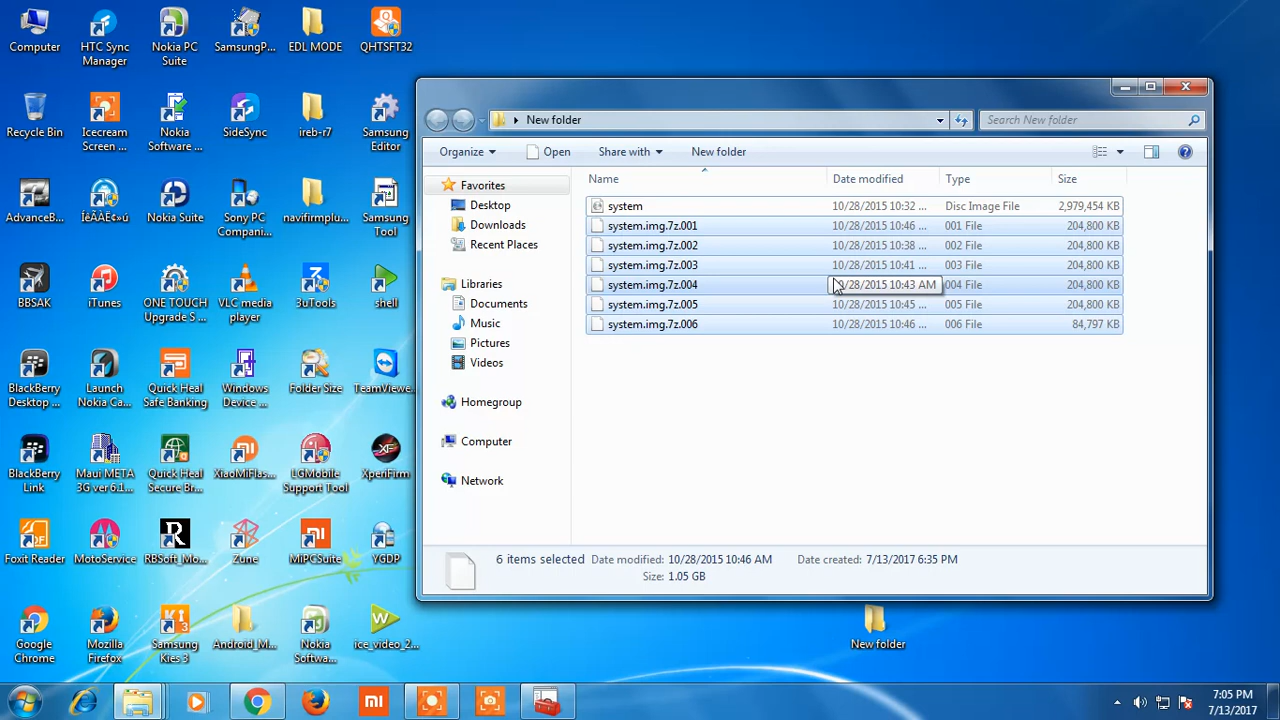 Computer
HTC Sync
Manager
Nokia PC
Suite
SamsungP...
EDL MODE
QHTSFT32
Recycle Bin
Icecream
Screen ...
Nokia
Software ...
SideSync
ireb-r7
Samsung
Editor
AdvanceB...
ÍêÃÀË¢»ú
Nokia Suite
Sony PC
Compani...
navifirmplu...
Samsung
Tool
BBSAK
iTunes
ONE TOUCH
Upgrade S ...
VLC media
player
3uTools
shell
BlackBerry
Desktop ...
Launch
Nokia Ca...
Quick Heal
Safe Banking
Windows
Device ...
Folder Size
TeamViewe...
BlackBerry
Link
Maui META
3G ver 6.1...
Quick Heal
Secure Br...
XiaoMiFlas...
LGMobile
Support Tool
XperiFirm
Foxit Reader
MotoService
RBSoft_Mo...
Zune
MiPCSuite
YGDP
Google
Chrome
Mozilla
Firefox
Samsung
Kies 3
Android_M...
Nokia
Softwa...
ice_video_2...
New folder
New folder
Search New folder
Organize
Open
Share with
New folder
Name
Date modified
Type
Size
Favorites
Desktop
Downloads
Recent Places
Libraries
Documents
Music
Pictures
Videos
Homegroup
Computer
Network
system 10/28/2015 10:32 ... Disc Image File 2,979,454 KB
system.img.7z.001 10/28/2015 10:46 ... 001 File 204,800 KB
system.img.7z.002 10/28/2015 10:38 ... 002 File 204,800 KB
system.img.7z.003 10/28/2015 10:41 ... 003 File 204,800 KB
system.img.7z.004 10/28/2015 10:43 AM 004 File 204,800 KB
system.img.7z.005 10/28/2015 10:45 ... 005 File 204,800 KB
system.img.7z.006 10/28/2015 10:46 ... 006 File 84,797 KB
6 items selected Date modified: 10/28/2015 10:46 AM Date created: 7/13/2017 6:35 PM
Size: 1.05 GB
7:05 PM
7/13/2017